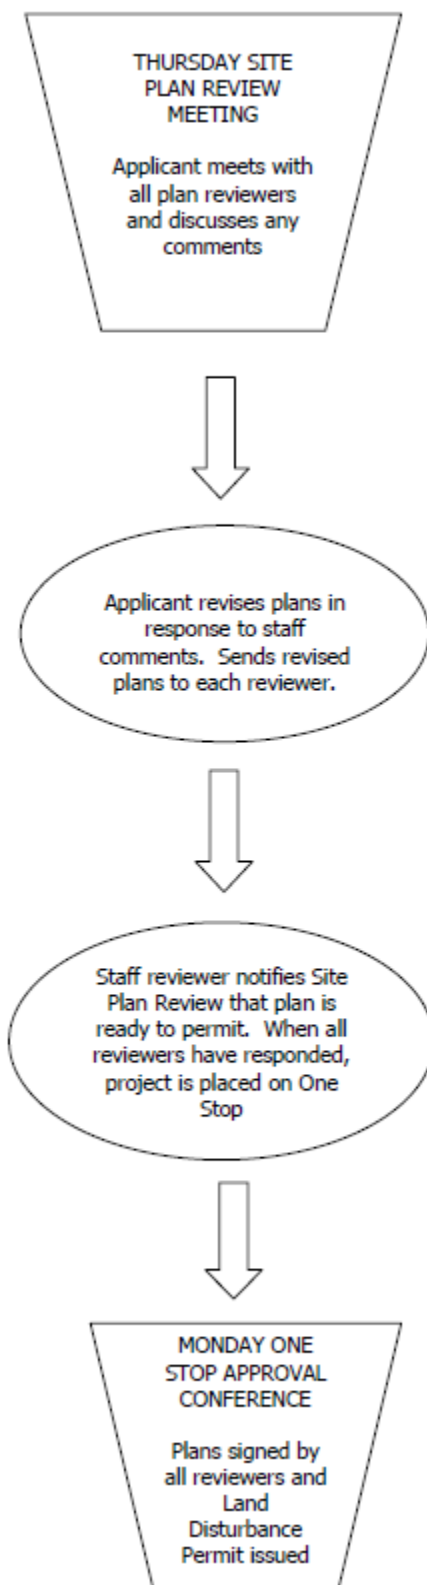 THURSDAY SITE
PLAN REVIEW
MEETING
Applicant meets with
all plan reviewers
and discusses any
comments
Applicant revises plans in
response to staff
comments.  Sends revised
plans to each reviewer.
Staff reviewer notifies Site
Plan Review that plan is
ready to permit.  When all
reviewers have responded,
project is placed on One
Stop
MONDAY ONE
STOP APPROVAL
CONFERENCE
Plans signed by
all reviewers and
Land
Disturbance
Permit issued